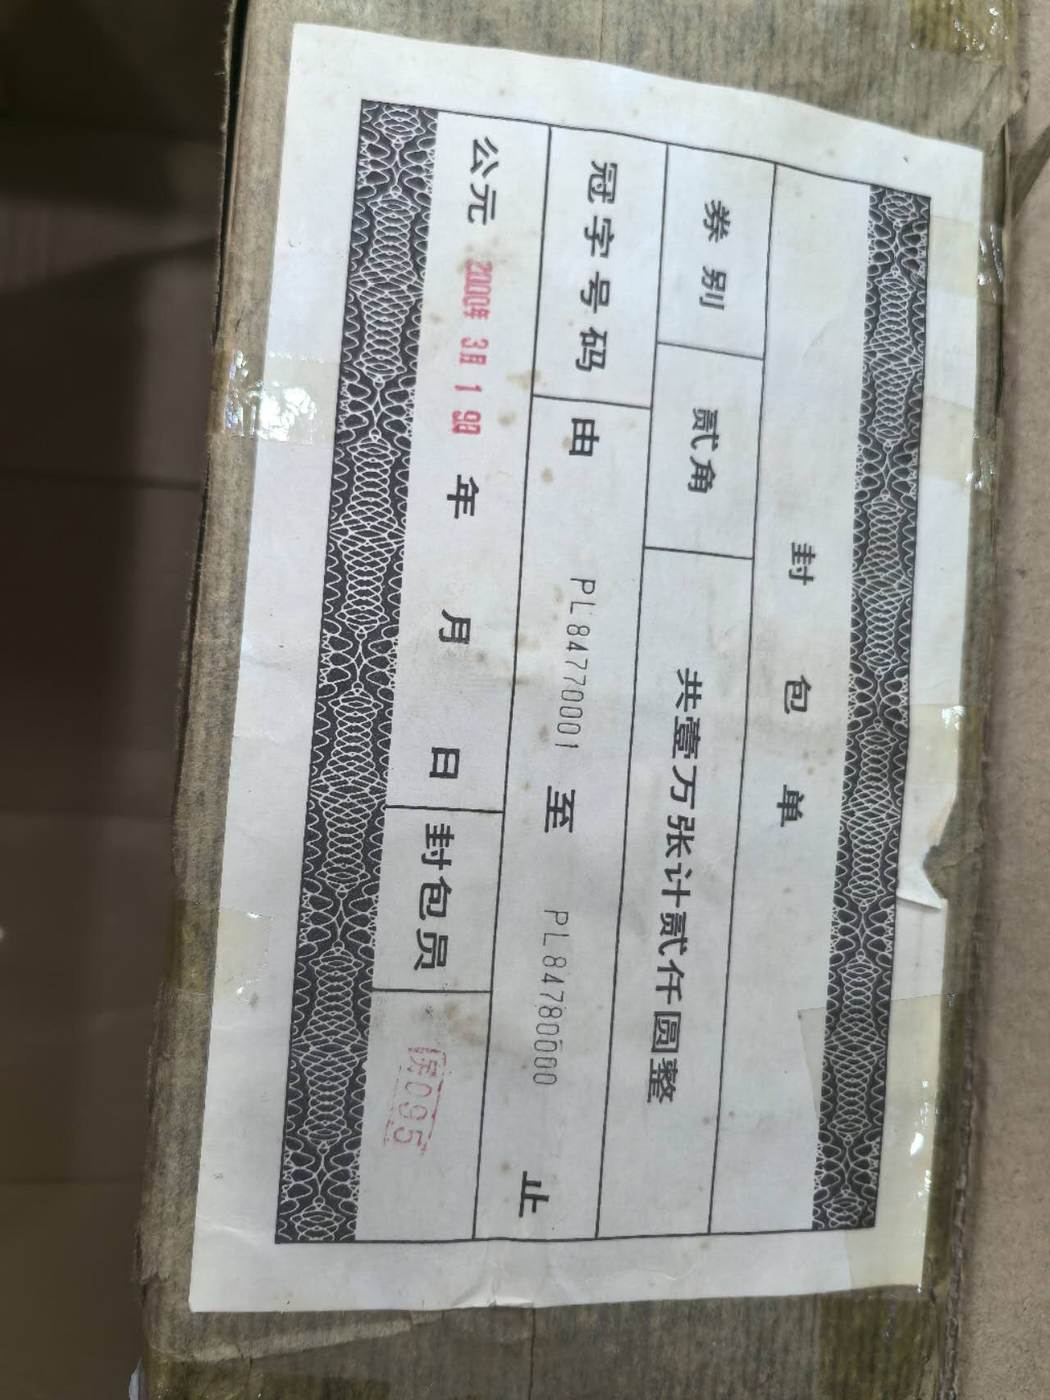 封包单
券别 贰角 共壹万张计贰仟圆整
冠字号码 由 PL84770001 至 PL84780000 止
公元 2000年 3月 1 9日 年 月 日 封包员 095